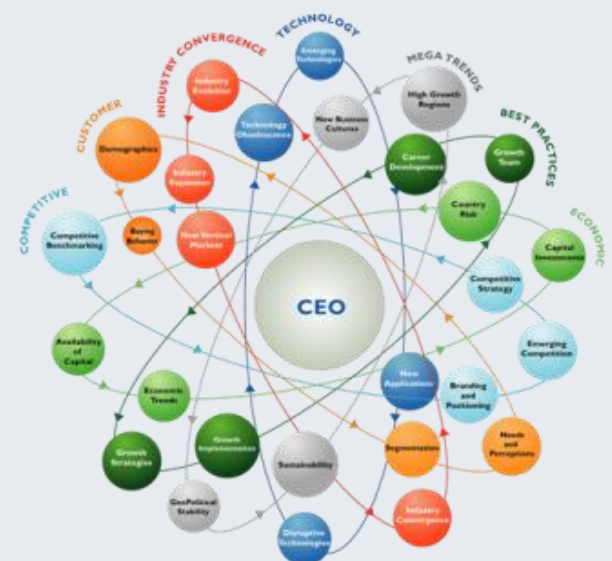 TECHNOLOGY
INDUSTRY CONVERGENCE
MEGA TRENDS
CUSTOMER
BEST PRACTICES
COMPETITIVE
ECONOMIC
Emerging
Technologies
Industry
Evolution
High Growth
Regions
New Business
Cultures
Technology
Obsolescence
Demographics
Career
Development
Growth
Team
Industry
Expansion
Country
Risk
Competitive
Benchmarking
Buying
Behavior
New Vertical
Markets
Capital
Investments
Competitive
Strategy
CEO
Availability
of
Capital
Emerging
Competition
New
Applications
Branding
and
Positioning
Economic
Trends
Growth
Strategies
Growth
Implementation
Sustainability
Segmentation
Needs
and
Perceptions
GeoPolitical
Stability
Industry
Convergence
Disruptive
Technologies